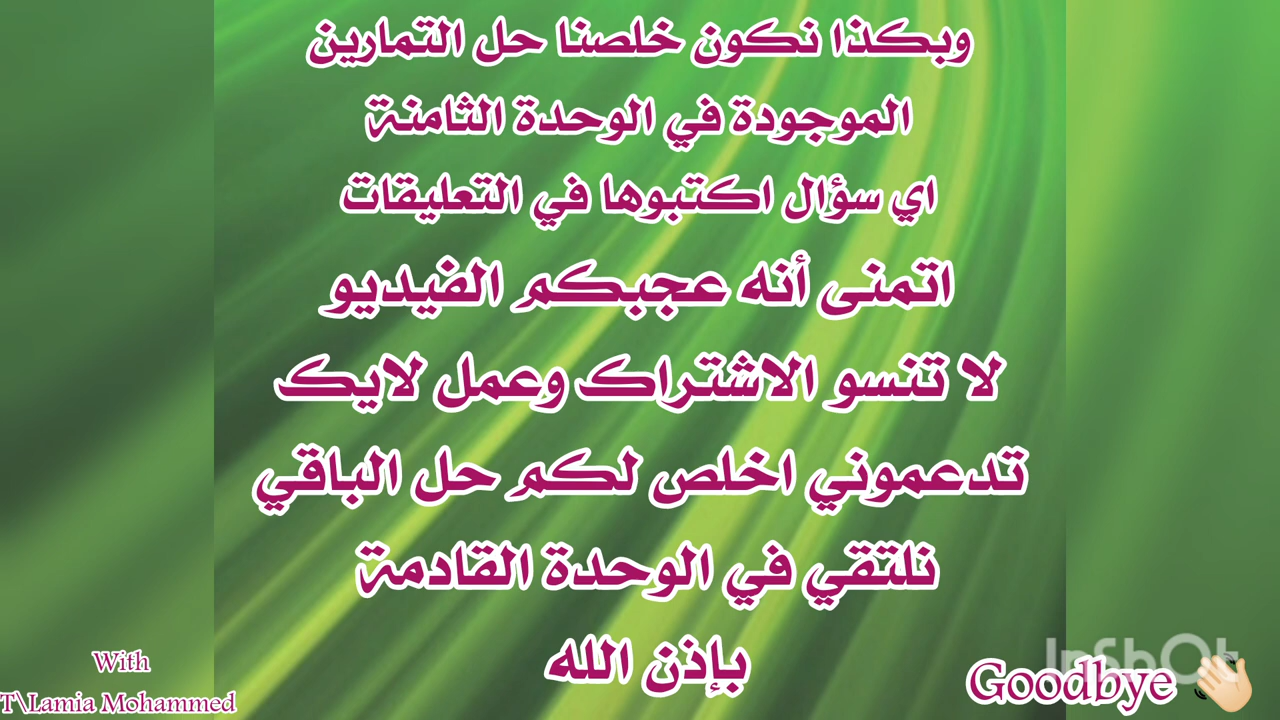 وبكذا نكون خلصنا حل التمارين
الموجودة في الوحدة الثامنة
اي سؤال اكتبوها في التعليقات
اتمنى أنه عجبكم الفيديو
لا تنسو الاشتراك وعمل لايك
تدعموني اخلص لكم حل الباقي
نلتقي في الوحدة القادمة
بإذن الله
With
T\Lamia Mohammed
InShOt
Goodbye 👋🏻